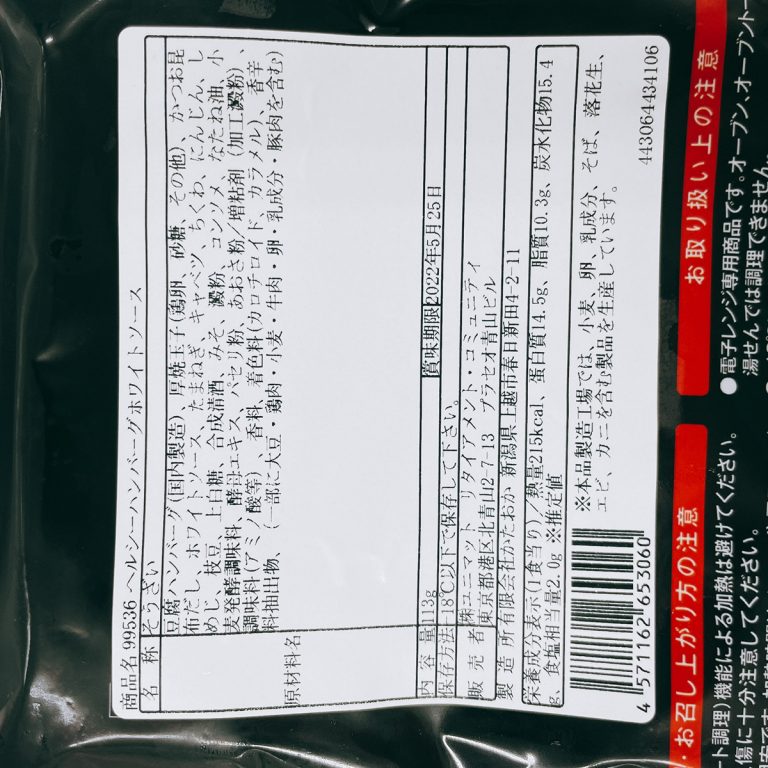 商品名 99536 ヘルシーハンバーグホワイトソース
名 称 そうざい
原材料名
豆腐ハンバーグ(国内製造)、厚焼玉子(鶏卵、砂糖、その他)、かつお昆
布だし、ホワイトソース、たまねぎ、キャベツ、ちくわ、にんじん、し
めじ、枝豆、上白糖、合成清酒、みそ、澱粉、コンソメ、なたね油、小
麦発酵調味料、酵母エキス、パセリ粉、あおさ粉/増粘剤(加工澱粉)、
調味料(アミノ酸等)、香料、着色料(カロチロイド、カラメル)、香辛
料抽出物、(一部に大豆・鶏肉・小麦・牛肉・卵・乳成分・豚肉を含む)
内 容 量 113g 賞味期限 2022年5月25日
保存方法 -18℃以下で保存して下さい。
販 売 者 ㈱ユニマット リタイアメント・コミュニティ
東京都港区北青山2-7-13 プラセオ青山ビル
製 造 所 有限会社かたおか 新潟県上越市春日新田4-2-11
栄養成分表示(1食当り)/熱量215kcal、蛋白質14.5g、脂質10.3g、炭水化物15.4
g、食塩相当量2.0g ※推定値
※本品製造工場では、小麦、卵、乳成分、そば、落花生、
エビ、カニを含む製品を生産しています。
4 571162 653060
443064434106
お取り扱い上の注意
●電子レンジ専用商品です。オーブン、オーブントー
湯せんでは調理できません。
・お召し上がり方の注意
ート調理)機能による加熱は避けてください。
傷に十分注意してください。